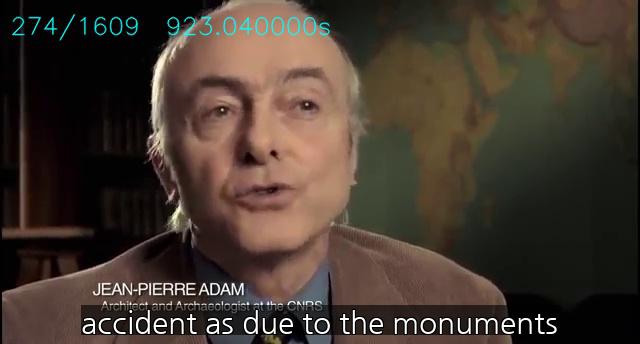 274/1609 923.040000s
JEAN-PIERRE ADAM
Architect and Archaeologist at the CNRS
accident as due to the monuments